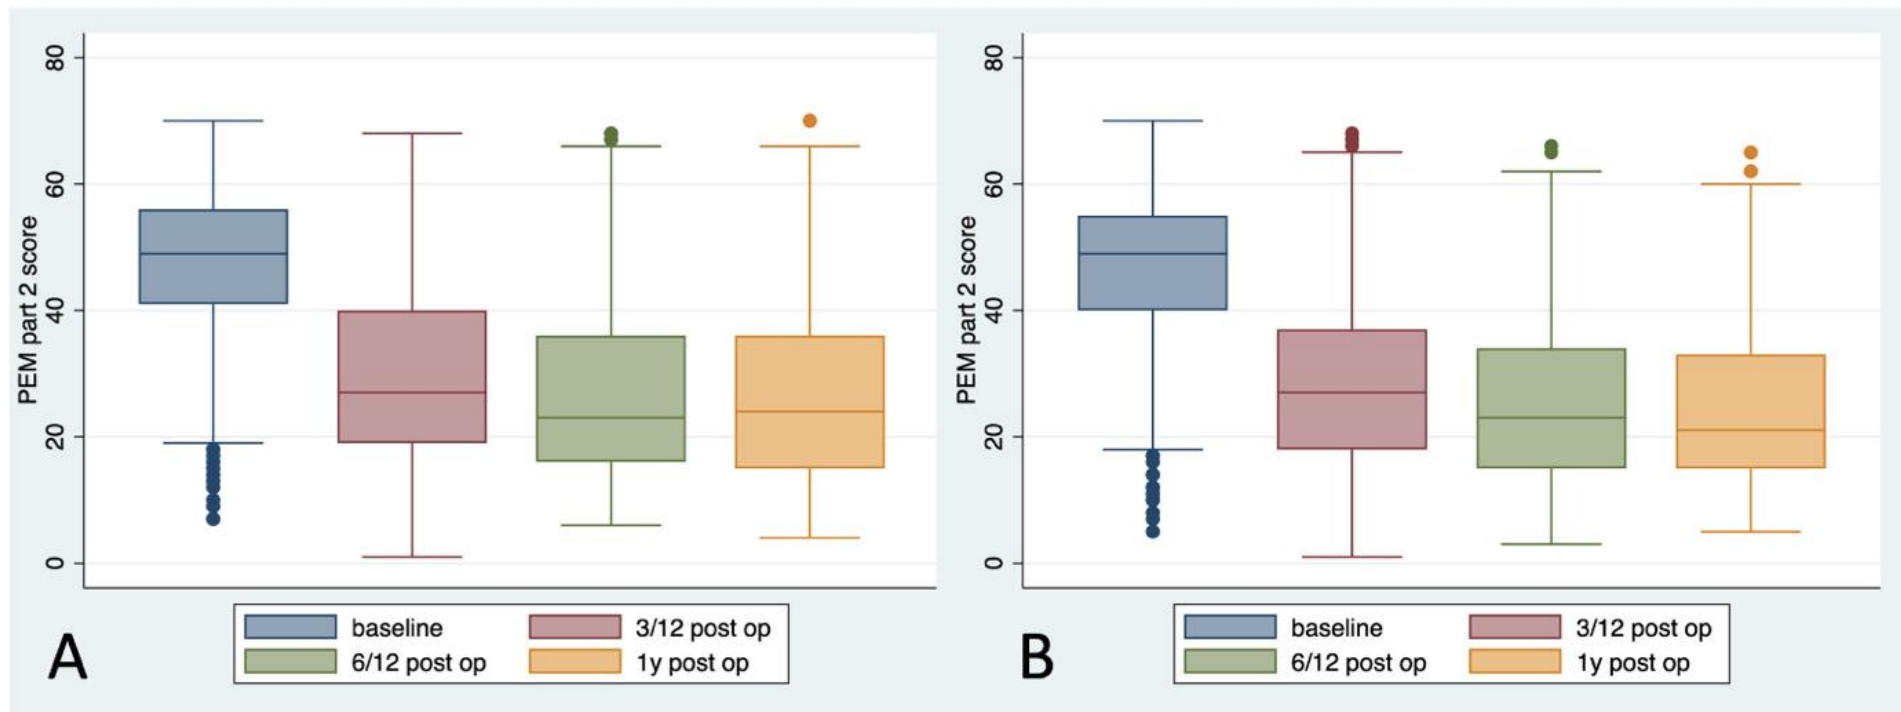 PEM part 2 score
80
60
40
20
0
baseline
3/12 post op
6/12 post op
1y post op
A
PEM part 2 score
80
60
40
20
0
baseline
3/12 post op
6/12 post op
1y post op
B